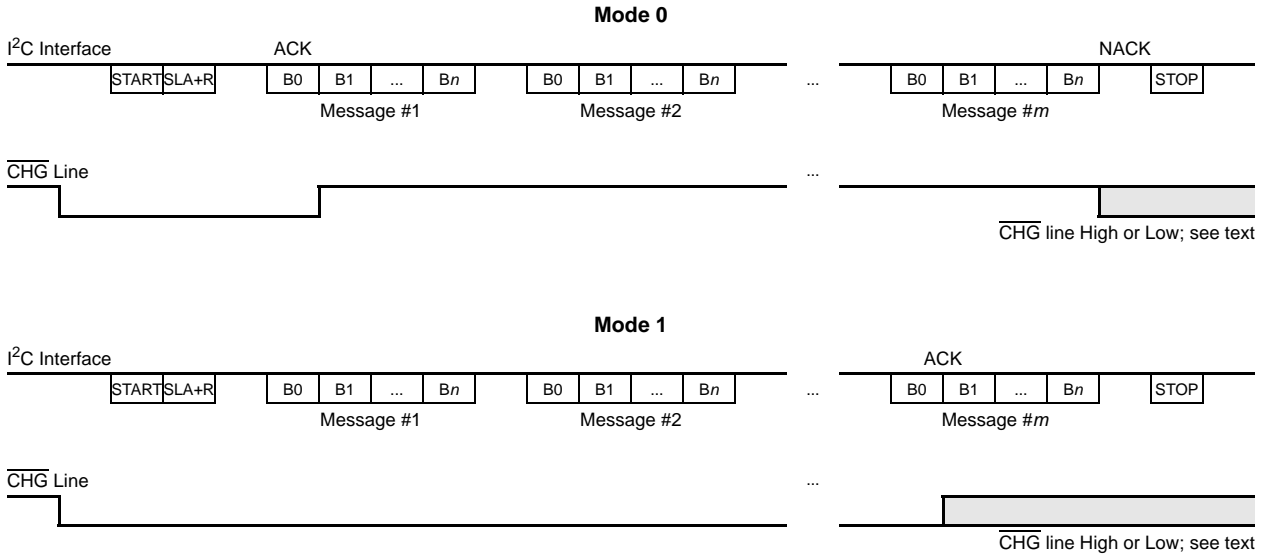 Mode 0
I²C Interface
ACK
NACK
START SLA+R B0 B1 ... Bn B0 B1 ... Bn ... B0 B1 ... Bn STOP
Message #1 Message #2 Message #m
CHG Line
...
CHG line High or Low; see text
Mode 1
I²C Interface
ACK
START SLA+R B0 B1 ... Bn B0 B1 ... Bn ... B0 B1 ... Bn STOP
Message #1 Message #2 Message #m
CHG Line
...
CHG line High or Low; see text